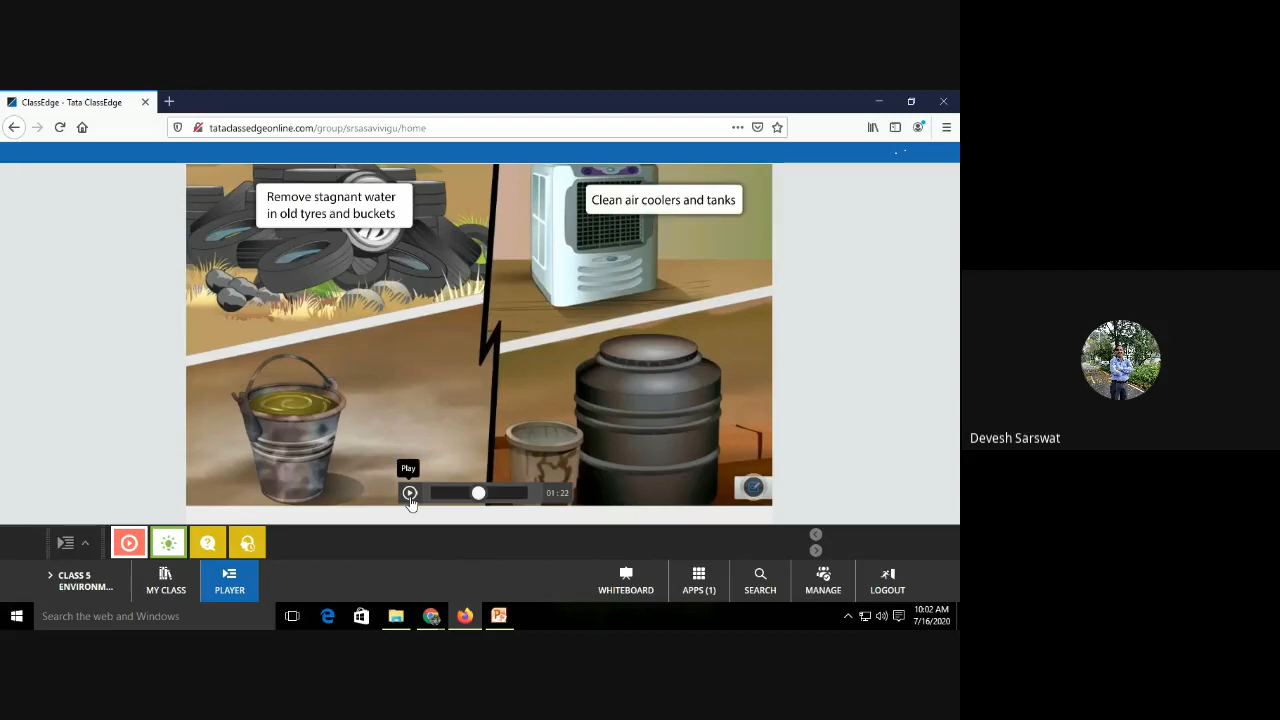 ClassEdge - Tata ClassEdge
tataclassedgeonline.com/group/srsasavivigu/home
Remove stagnant water
in old tyres and buckets
Clean air coolers and tanks
Play
01 : 22
Devesh Sarswat
CLASS 5
ENVIRONM...
MY CLASS
PLAYER
WHITEBOARD
APPS (1)
SEARCH
MANAGE
LOGOUT
Search the web and Windows
10:02 AM
7/16/2020